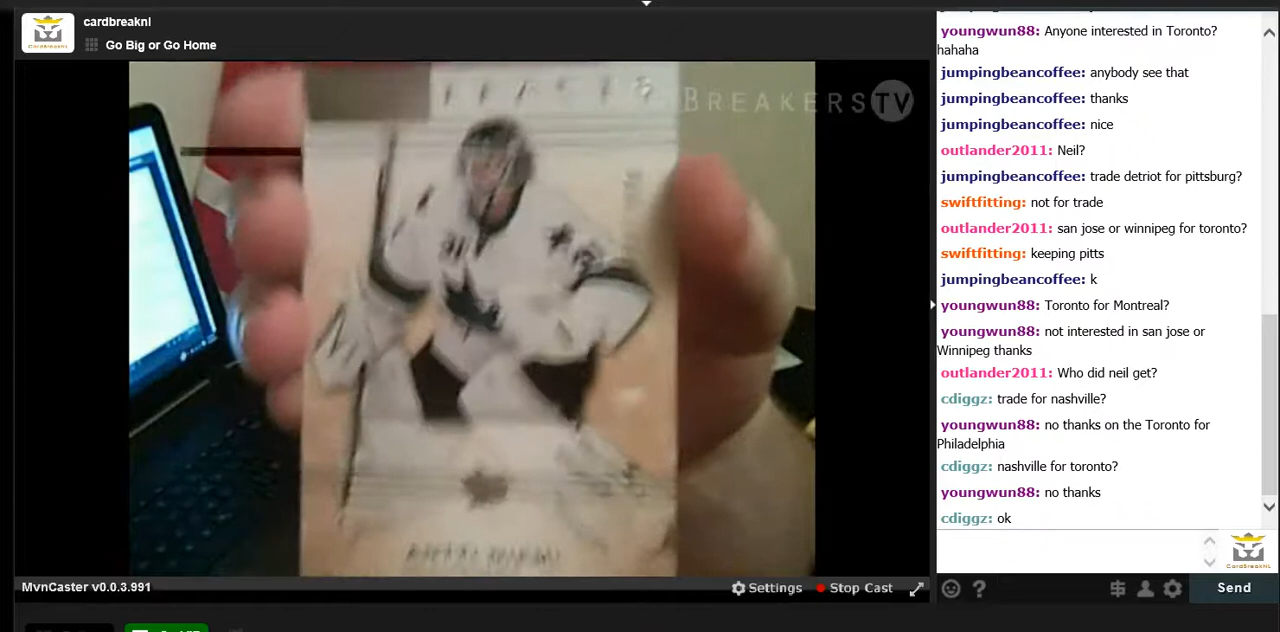 cardbreaknl
Go Big or Go Home
BREAKERSTV
MvnCaster v0.0.3.991
Settings
Stop Cast
youngwun88: Anyone interested in Toronto?
hahaha
jumpingbeancoffee: anybody see that
jumpingbeancoffee: thanks
jumpingbeancoffee: nice
outlander2011: Neil?
jumpingbeancoffee: trade detriot for pittsburg?
swiftfitting: not for trade
outlander2011: san jose or winnipeg for toronto?
swiftfitting: keeping pitts
jumpingbeancoffee: k
youngwun88: Toronto for Montreal?
youngwun88: not interested in san jose or
Winnipeg thanks
outlander2011: Who did neil get?
cdiggz: trade for nashville?
youngwun88: no thanks on the Toronto for
Philadelphia
cdiggz: nashville for toronto?
youngwun88: no thanks
cdiggz: ok
CardBreakNL
Send